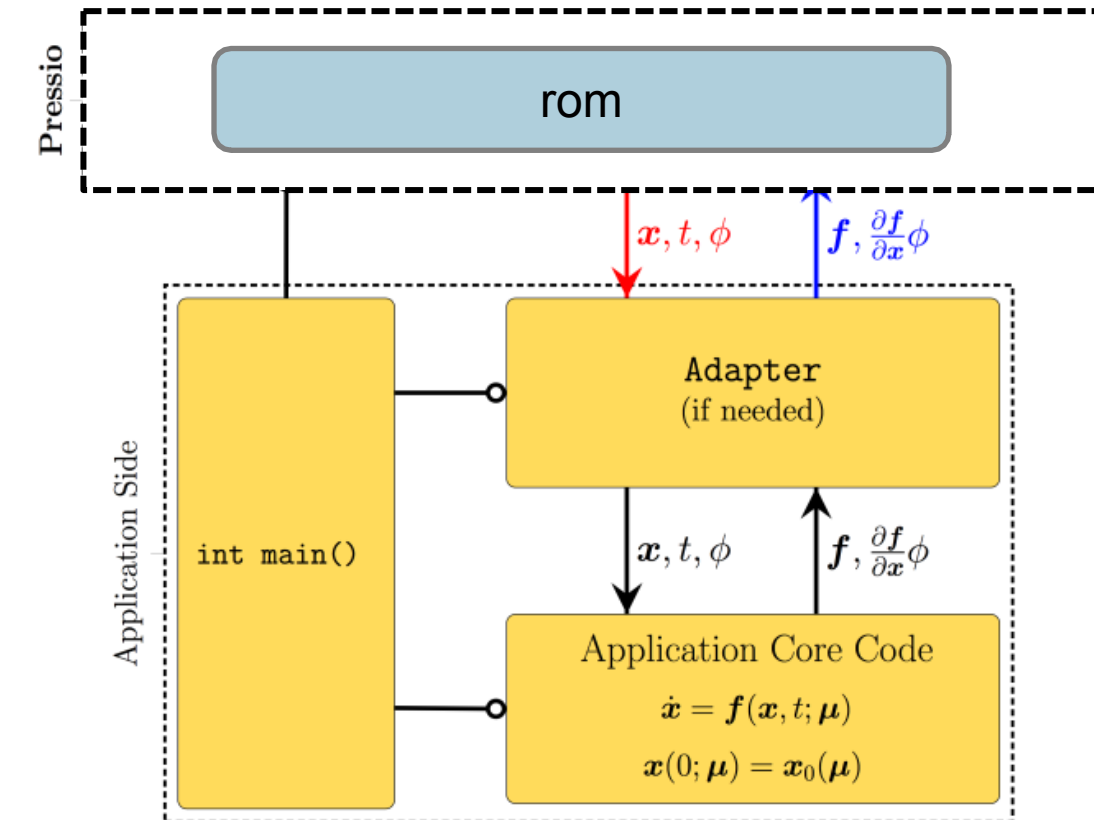 Pressio
rom
x, t, ϕ
f, ∂f/∂x ϕ
Application Side
int main()
Adapter
(if needed)
x, t, ϕ
f, ∂f/∂x ϕ
Application Core Code
ẋ = f(x, t; μ)
x(0; μ) = x₀(μ)